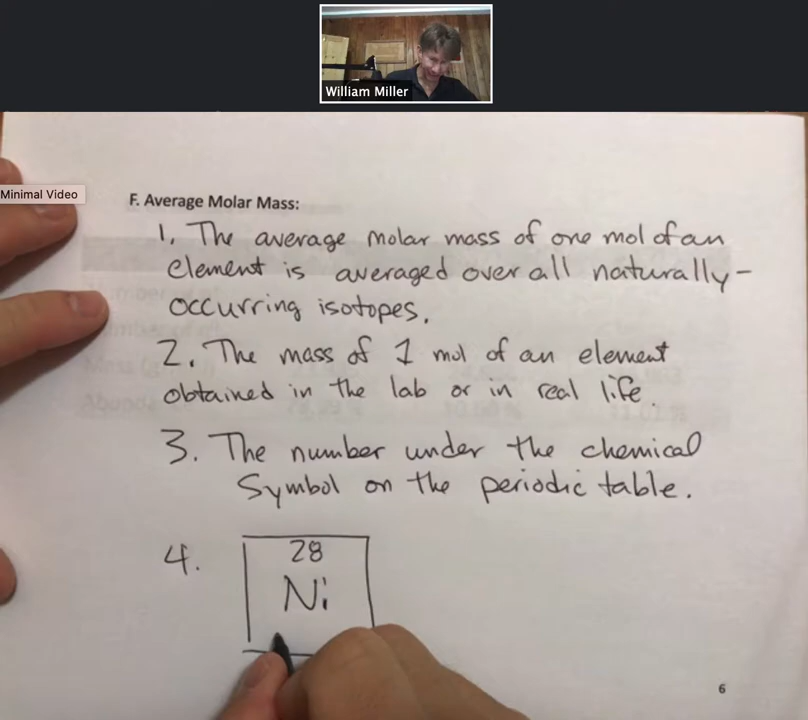 William Miller
Minimal Video
F. Average Molar Mass:
1. The average molar mass of one mol of an
element is averaged over all naturally-
occurring isotopes.
2. The mass of 1 mol of an element
obtained in the lab or in real life.
3. The number under the chemical
Symbol on the periodic table.
4.
28
Ni
6